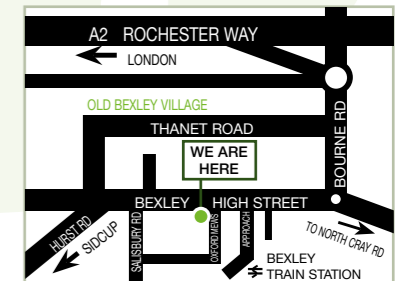 A2 ROCHESTER WAY
LONDON
OLD BEXLEY VILLAGE
THANET ROAD
WE ARE
HERE
BOURNE RD
BEXLEY HIGH STREET
HURST RD
SIDCUP
SALISBURY RD
OXFORD MEWS
APPROACH
TO NORTH CRAY RD
BEXLEY
TRAIN STATION